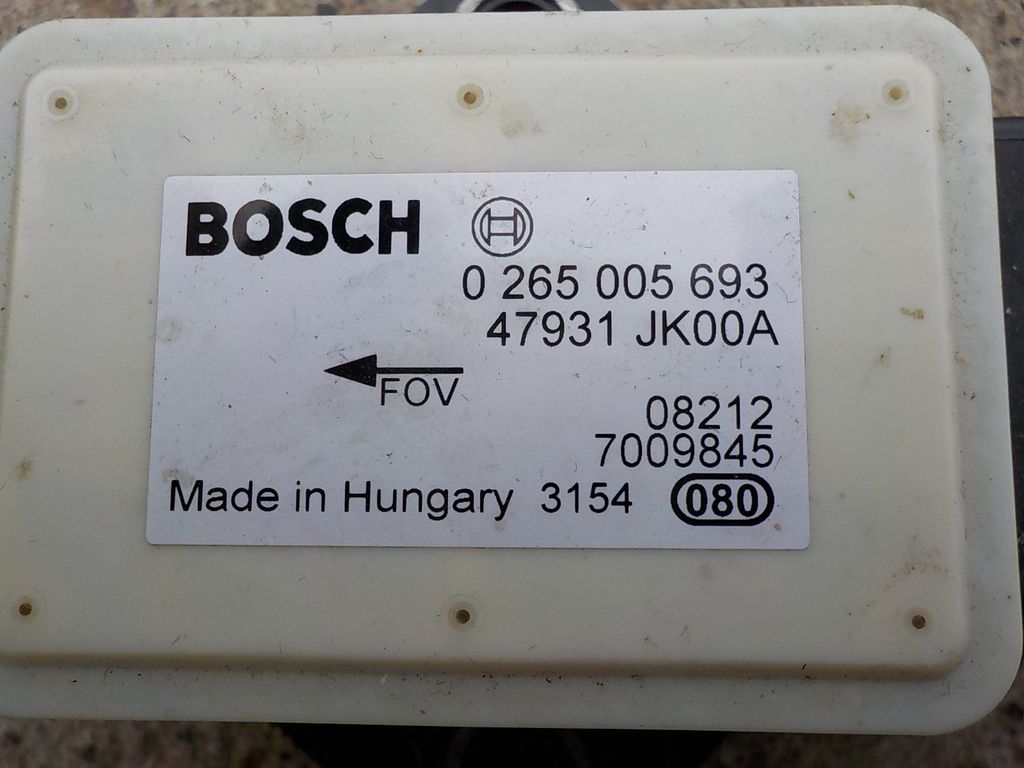 BOSCH
0 265 005 693
47931 JK00A
FOV
08212
7009845
Made in Hungary 3154 080